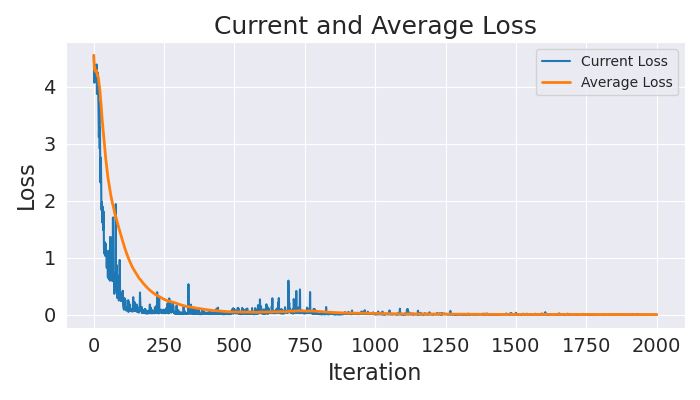 Current and Average Loss
Current Loss
Average Loss
Loss
4
3
2
1
0
0 250 500 750 1000 1250 1500 1750 2000
Iteration